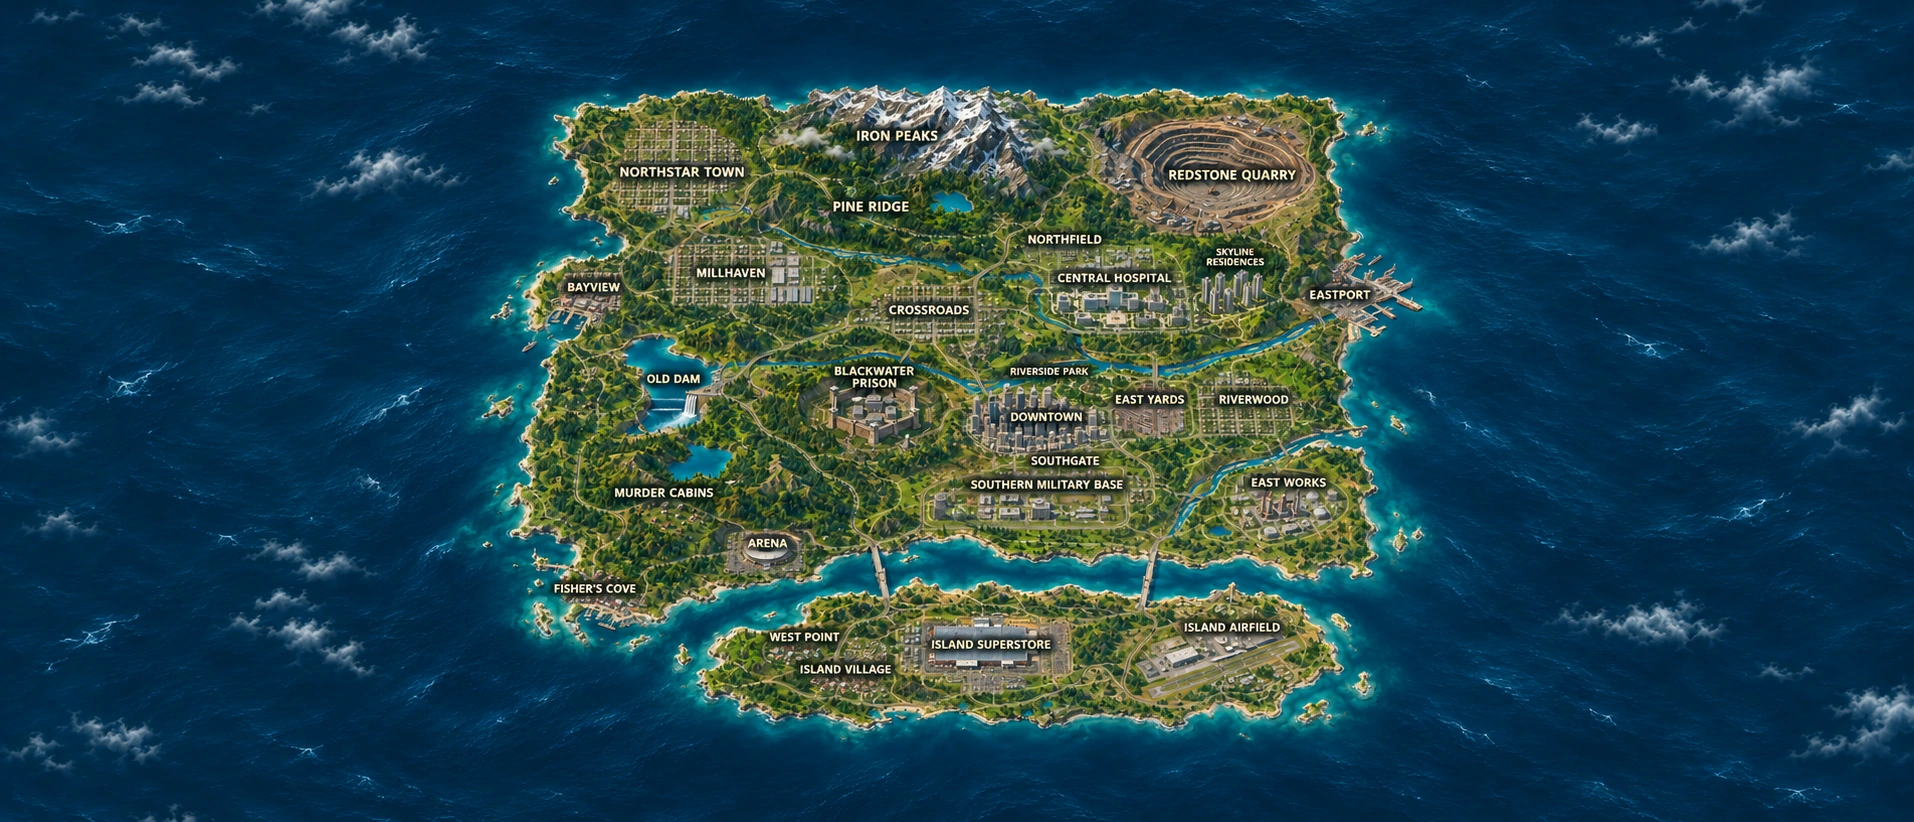 IRON PEAKS
NORTHSTAR TOWN
REDSTONE QUARRY
PINE RIDGE
NORTHFIELD
SKYLINE
RESIDENCES
MILLHAVEN
CENTRAL HOSPITAL
BAYVIEW
EASTPORT
CROSSROADS
OLD DAM
BLACKWATER
PRISON
RIVERSIDE PARK
EAST YARDS
RIVERWOOD
DOWNTOWN
SOUTHGATE
SOUTHERN MILITARY BASE
EAST WORKS
MURDER CABINS
ARENA
FISHER'S COVE
WEST POINT
ISLAND SUPERSTORE
ISLAND AIRFIELD
ISLAND VILLAGE